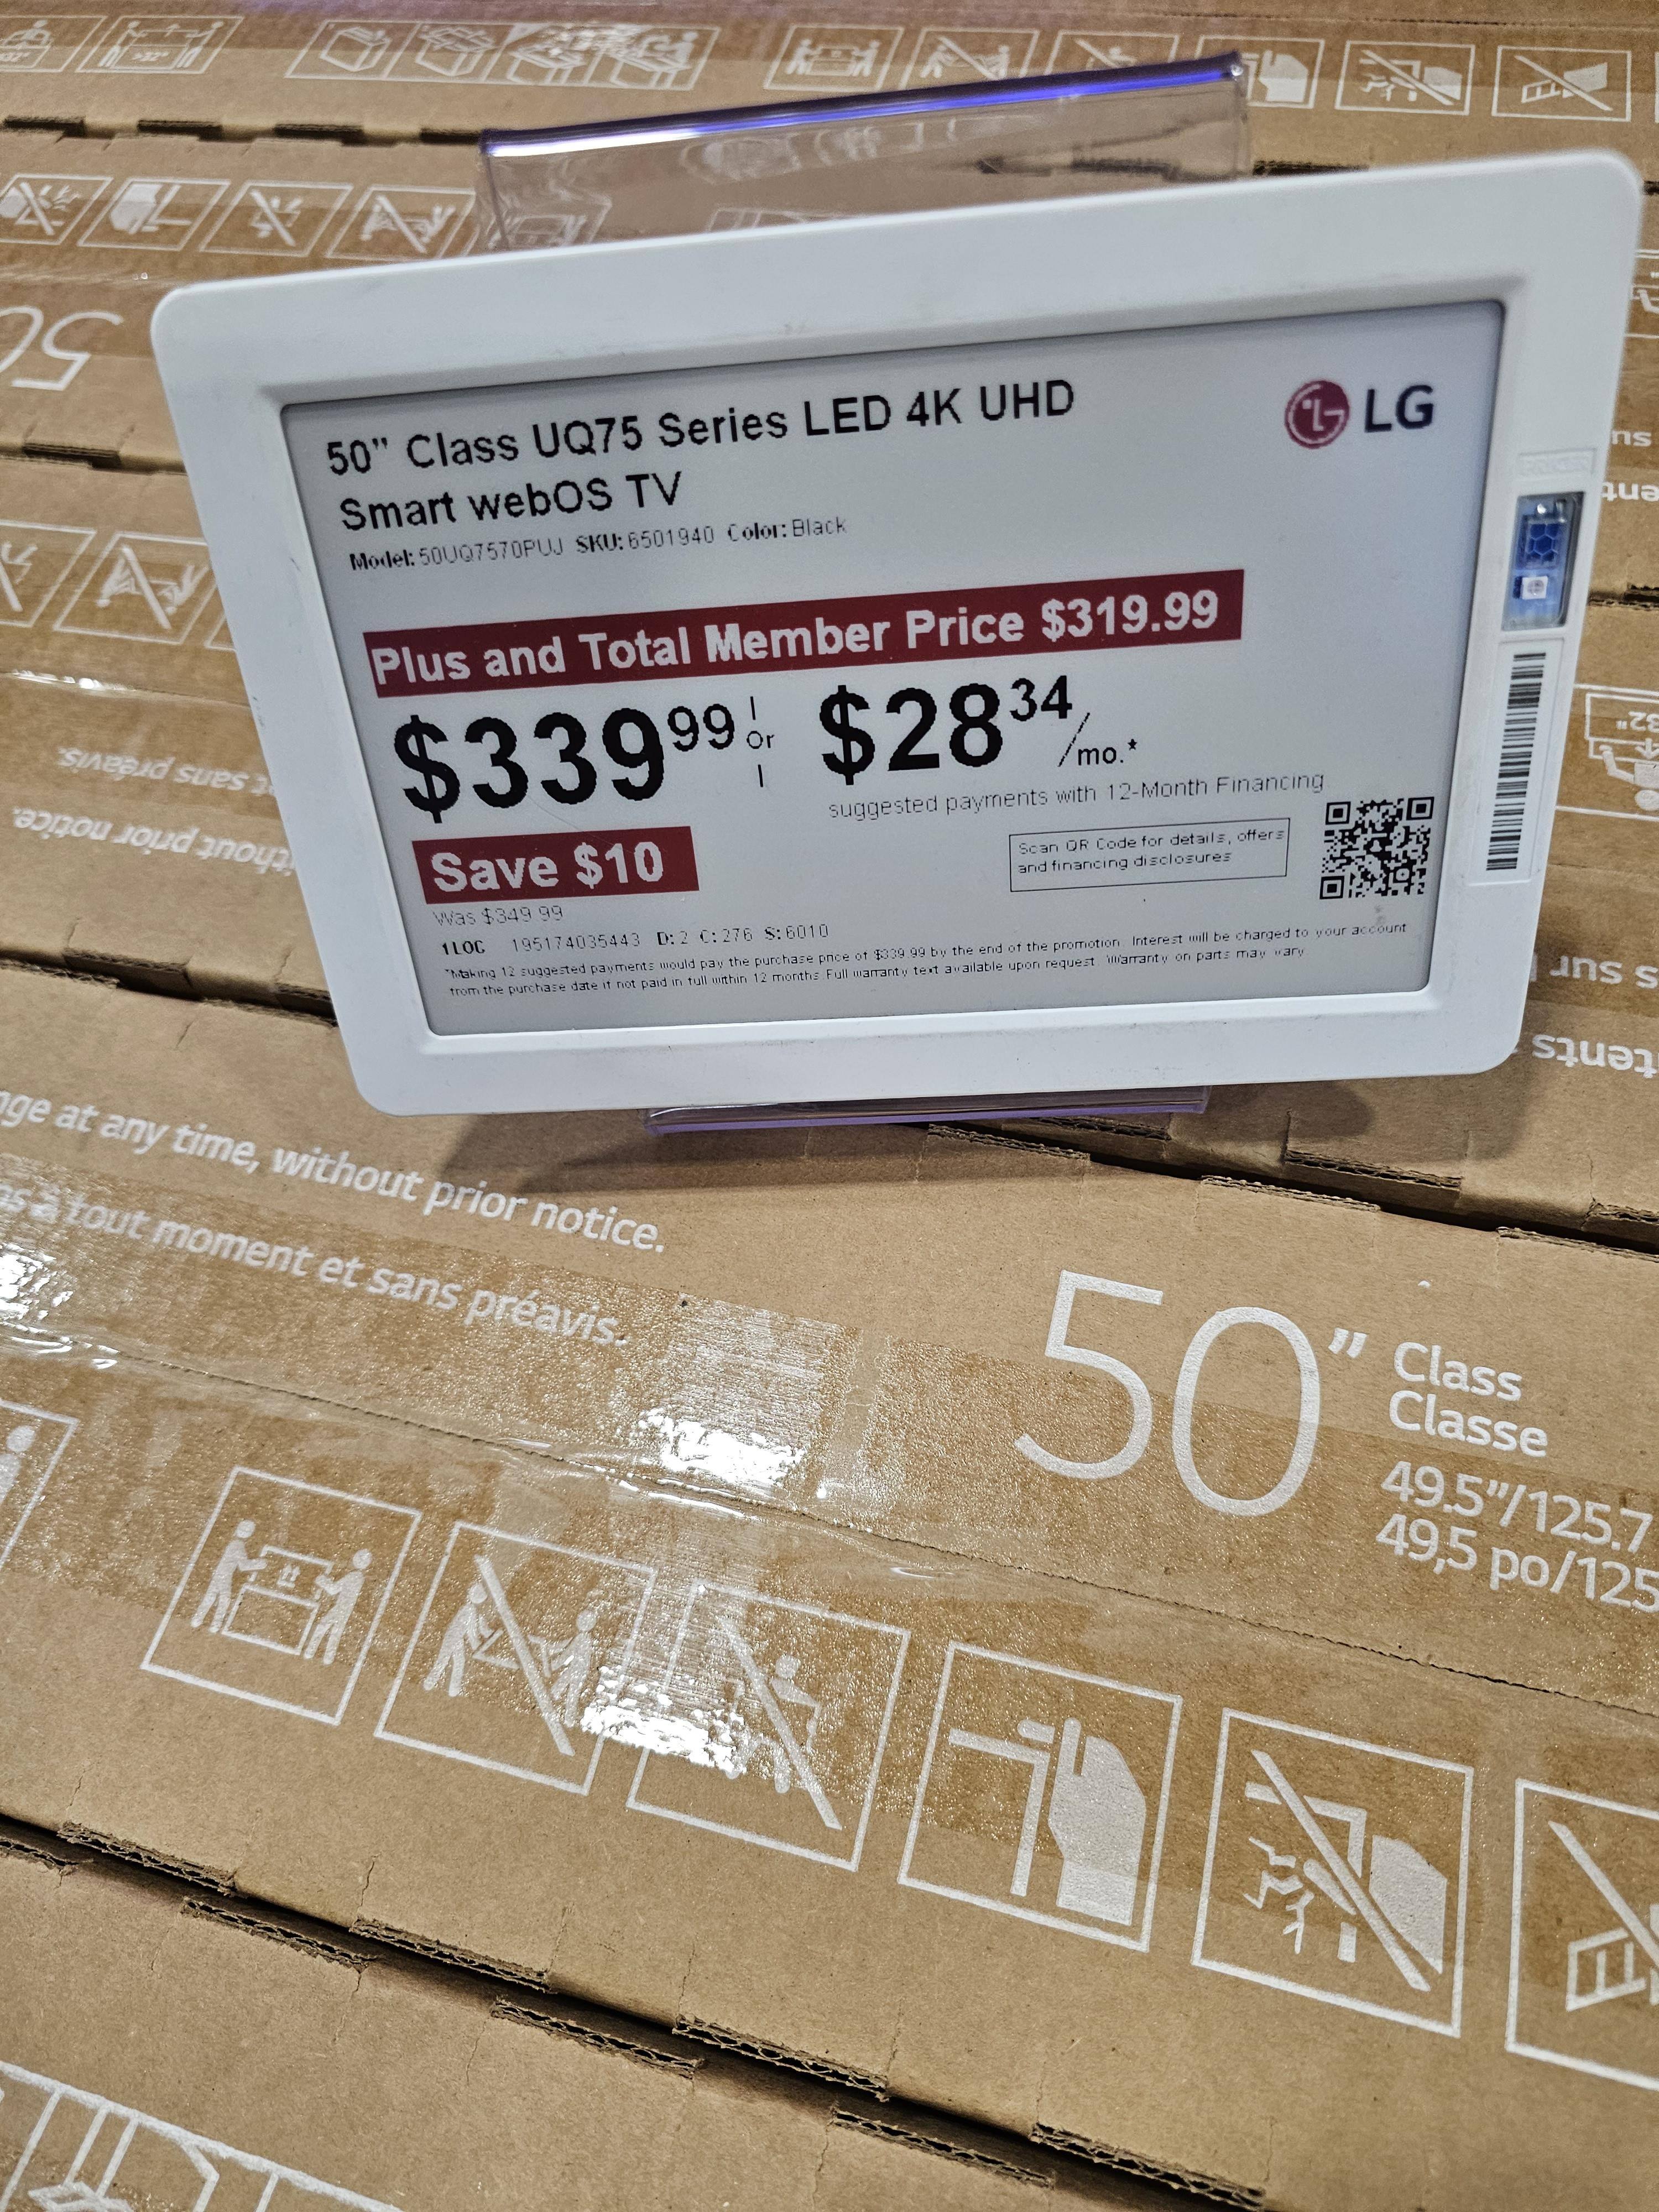 50" Class UQ75 Series LED 4K UHD
Smart webOS TV
LG
Model: 50UQ7570PUJ SKU: 6501940 Color: Black
Plus and Total Member Price $319.99
$339 99 or $28 34 /mo.*
suggested payments with 12-Month Financing
Save $10
Scan QR Code for details, offers
and financing disclosures
Was $349.99
1LOC 195174035443 D: 2 C: 276 S: 6010
*Making 12 suggested payments would pay the purchase price of $339.99 by the end of the promotion. Interest will be charged to your account
from the purchase date if not paid in full within 12 months. Full warranty text available upon request. Warranty on parts may vary
50
sans préavis.
without prior notice.
at any time, without prior notice.
à tout moment et sans préavis.
50" Class
Classe
49.5"/125.7
49,5 po/125